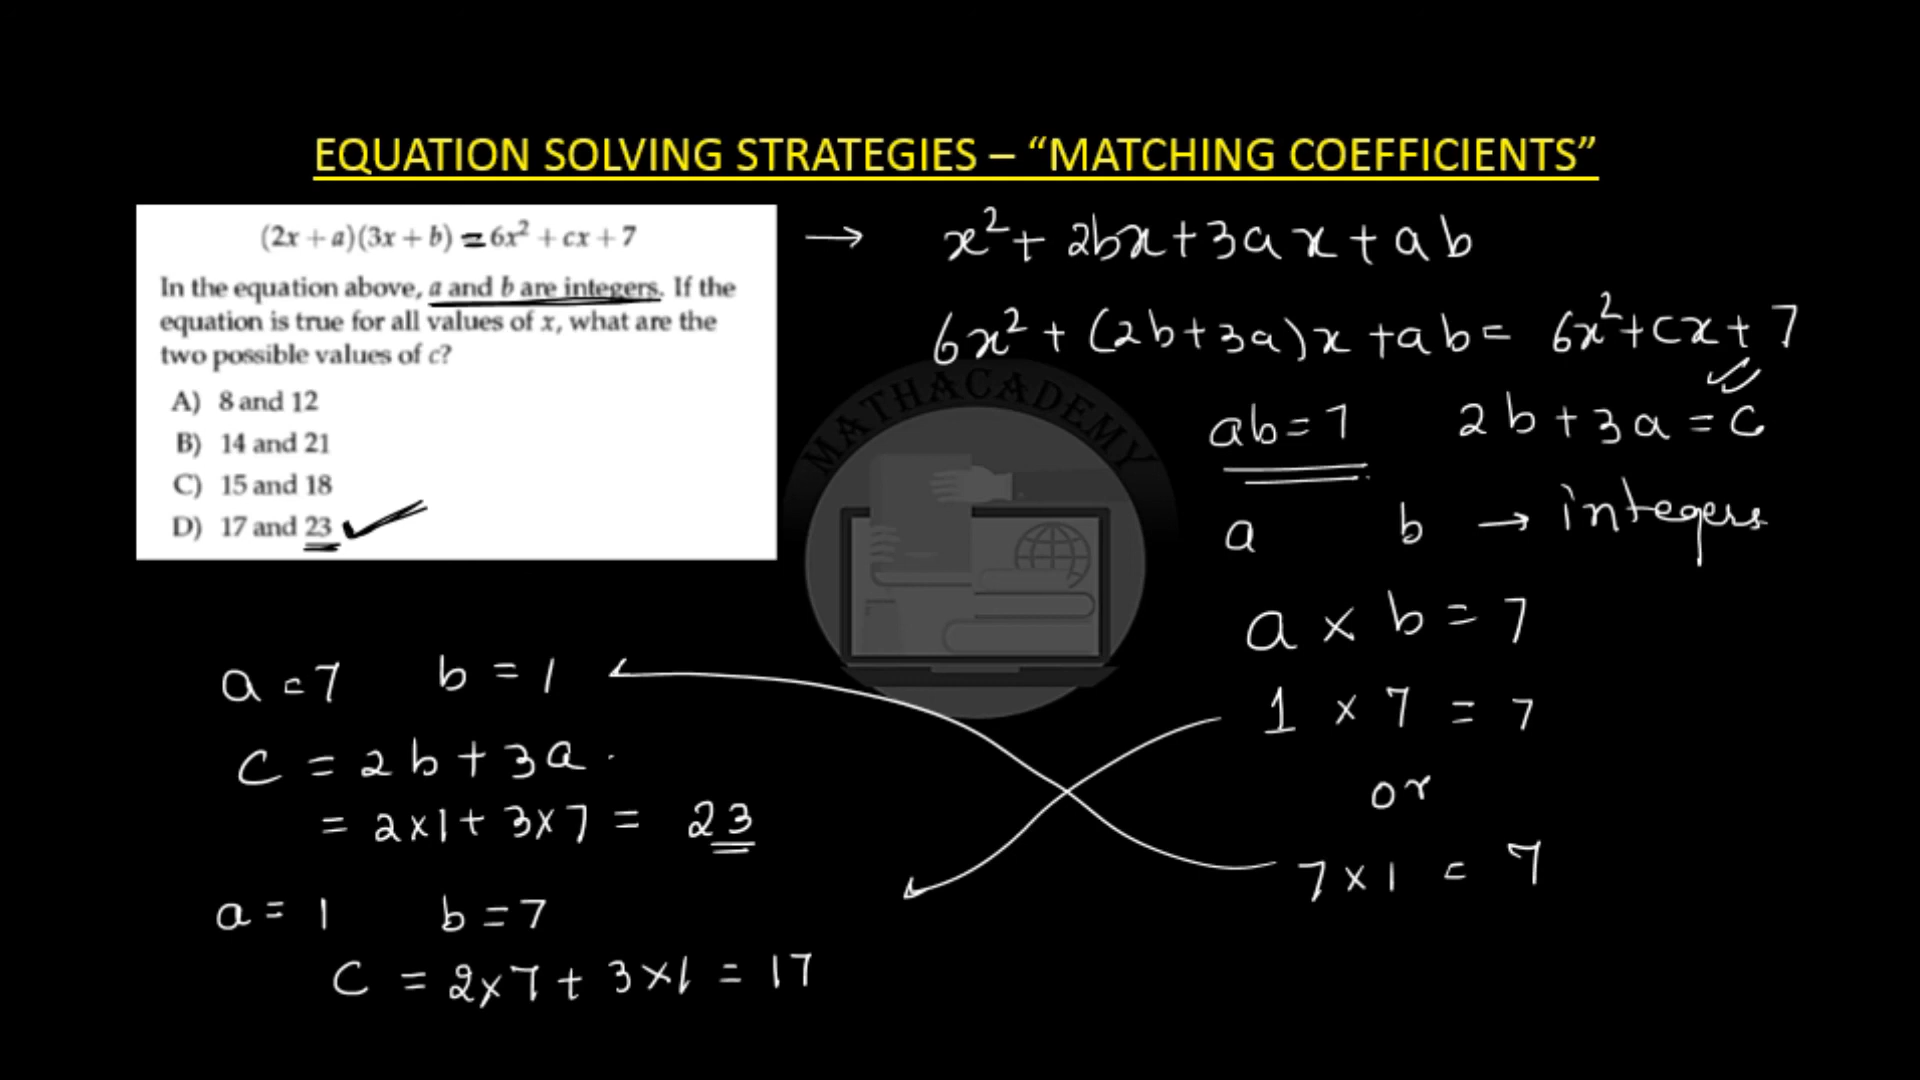 EQUATION SOLVING STRATEGIES – “MATCHING COEFFICIENTS”
(2x + a)(3x + b) = 6x² + cx + 7
In the equation above, a and b are integers. If the
equation is true for all values of x, what are the
two possible values of c?
A) 8 and 12
B) 14 and 21
C) 15 and 18
D) 17 and 23
→ x² + 2bx + 3ax + ab
6x² + (2b+3a)x + ab = 6x² + cx + 7
ab = 7 2b + 3a = c
a b → integers
a × b = 7
1 × 7 = 7
or
7 × 1 = 7
a = 7 b = 1
c = 2b + 3a
= 2×1 + 3×7 = 23
a = 1 b = 7
c = 2×7 + 3×1 = 17
MATHACADEMY